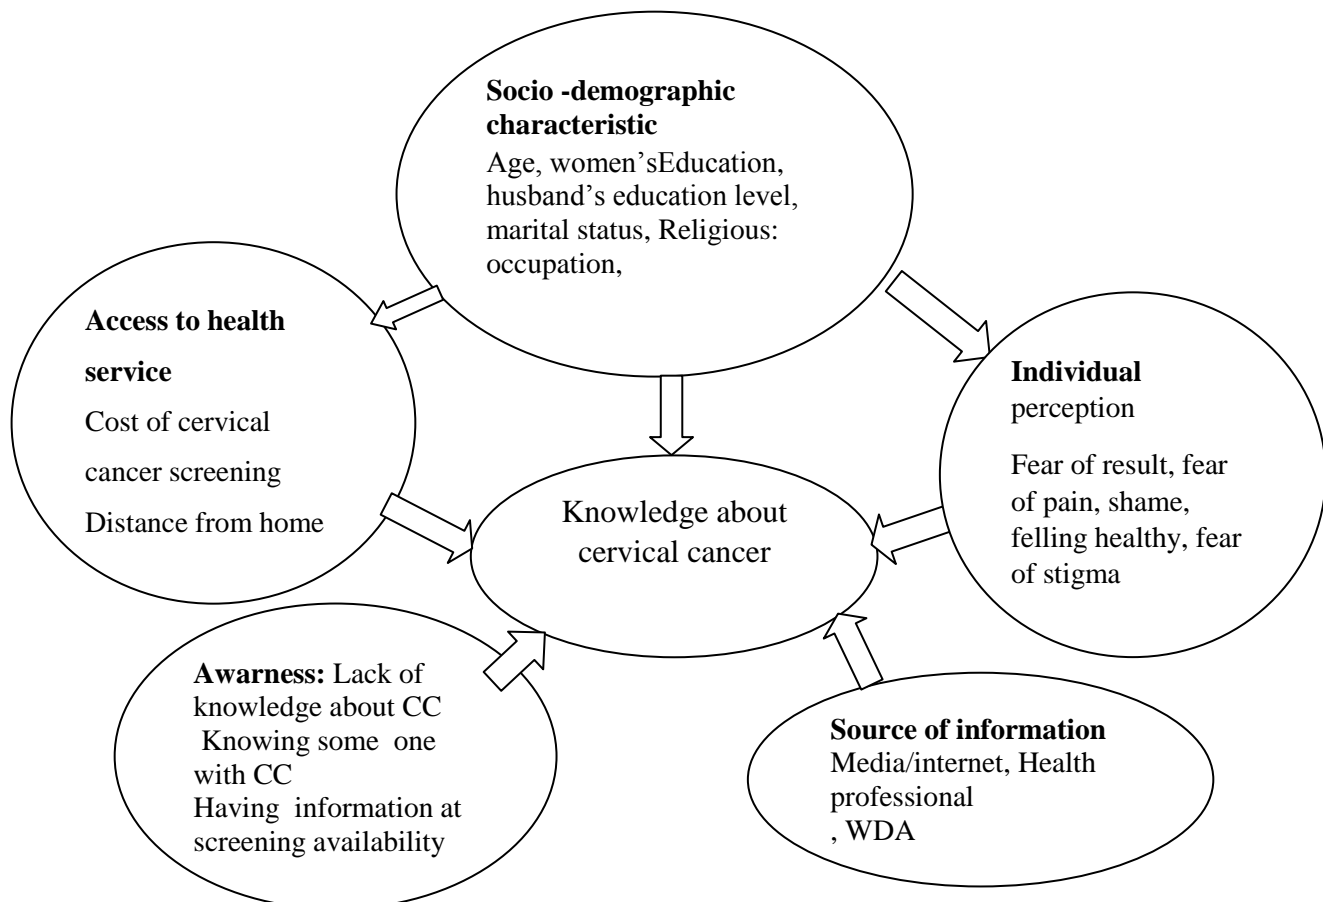 Socio -demographic
characteristic
Age, women’sEducation,
husband’s education level,
marital status, Religious:
occupation,
Access to health
service
Cost of cervical
cancer screening
Distance from home
Individual
perception
Fear of result, fear
of pain, shame,
felling healthy, fear
of stigma
Knowledge about
cervical cancer
Awarness: Lack of
knowledge about CC
Knowing some one
with CC
Having information at
screening availability
Source of information
Media/internet, Health
professional
, WDA